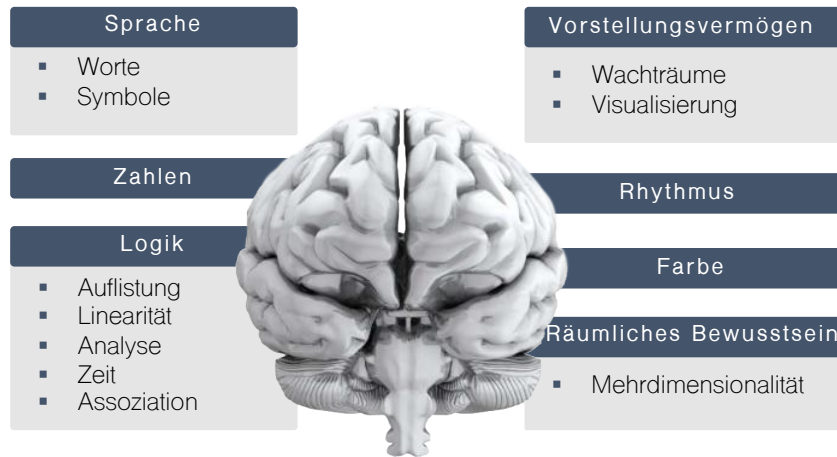 Sprache
▪ Worte
▪ Symbole
Zahlen
Logik
▪ Auflistung
▪ Linearität
▪ Analyse
▪ Zeit
▪ Assoziation
Vorstellungsvermögen
▪ Wachträume
▪ Visualisierung
Rhythmus
Farbe
Räumliches Bewusstsein
▪ Mehrdimensionalität